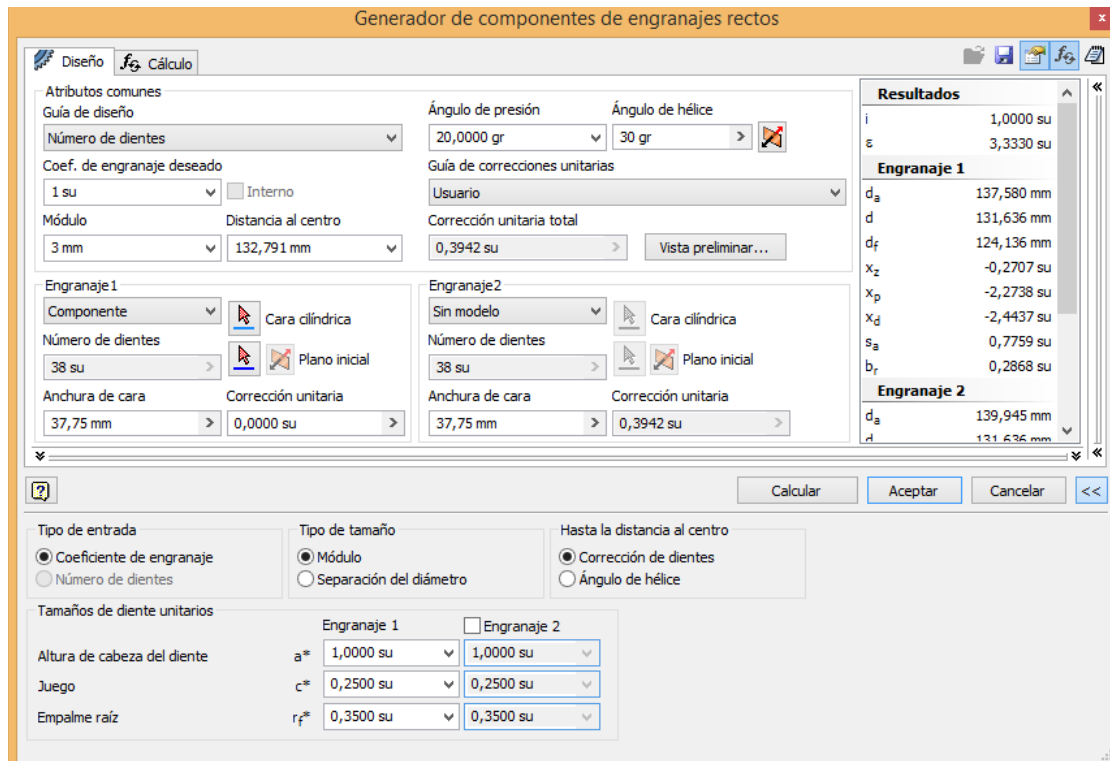 Generador de componentes de engranajes rectos
x
Diseño
fG Cálculo
fG
Atributos comunes
Guía de diseño
Número de dientes
Ángulo de presión
20,0000 gr
Ángulo de hélice
30 gr
Coef. de engranaje deseado
1 su
Interno
Guía de correcciones unitarias
Usuario
Módulo
3 mm
Distancia al centro
132,791 mm
Corrección unitaria total
0,3942 su
Vista preliminar...
Engranaje1
Componente
Cara cilíndrica
Número de dientes
38 su
Plano inicial
Anchura de cara
37,75 mm
Corrección unitaria
0,0000 su
Engranaje2
Sin modelo
Cara cilíndrica
Número de dientes
38 su
Plano inicial
Anchura de cara
37,75 mm
Corrección unitaria
0,3942 su
Resultados
i 1,0000 su
ε 3,3330 su
Engranaje 1
da 137,580 mm
d 131,636 mm
df 124,136 mm
xz -0,2707 su
xp -2,2738 su
xd -2,4437 su
sa 0,7759 su
br 0,2868 su
Engranaje 2
da 139,945 mm
d 131,636 mm
?
Calcular
Aceptar
Cancelar
<<
Tipo de entrada
Coeficiente de engranaje
Número de dientes
Tipo de tamaño
Módulo
Separación del diámetro
Hasta la distancia al centro
Corrección de dientes
Ángulo de hélice
Tamaños de diente unitarios
Engranaje 1 Engranaje 2
Altura de cabeza del diente a* 1,0000 su 1,0000 su
Juego c* 0,2500 su 0,2500 su
Empalme raíz rf* 0,3500 su 0,3500 su